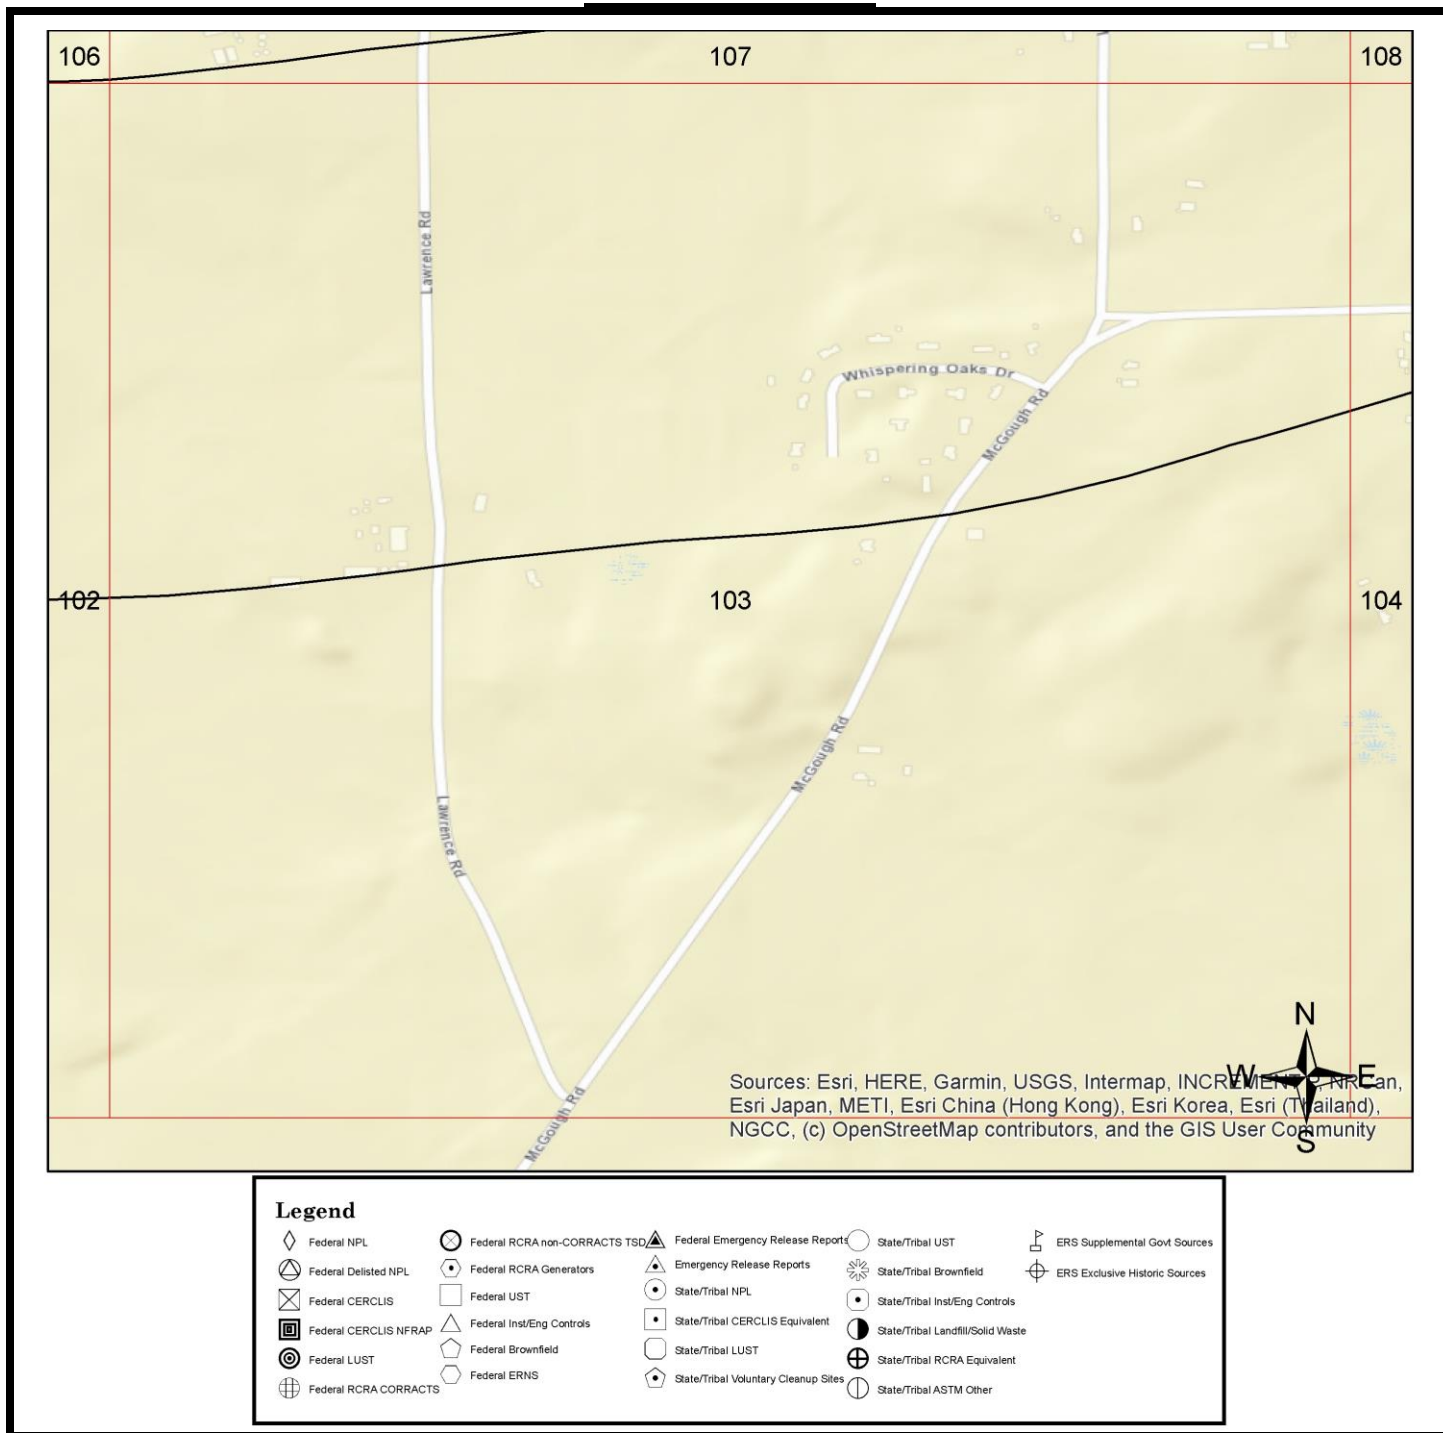 106
107
108
Lawrence Rd
Whispering Oaks Dr
McGough Rd
102
103
104
McGough Rd
Lawrence Rd
McGough Rd
N
W
E
S
Sources: Esri, HERE, Garmin, USGS, Intermap, INCREMENT P, NRCan,
Esri Japan, METI, Esri China (Hong Kong), Esri Korea, Esri (Thailand),
NGCC, (c) OpenStreetMap contributors, and the GIS User Community
Legend
Federal NPL
Federal Delisted NPL
Federal CERCLIS
Federal CERCLIS NFRAP
Federal LUST
Federal RCRA CORRACTS
Federal RCRA non-CORRACTS TSD
Federal RCRA Generators
Federal UST
Federal Inst/Eng Controls
Federal Brownfield
Federal ERNS
Federal Emergency Release Reports
Emergency Release Reports
State/Tribal NPL
State/Tribal CERCLIS Equivalent
State/Tribal LUST
State/Tribal Voluntary Cleanup Sites
State/Tribal UST
State/Tribal Brownfield
State/Tribal Inst/Eng Controls
State/Tribal Landfill/Solid Waste
State/Tribal RCRA Equivalent
State/Tribal ASTM Other
ERS Supplemental Govt Sources
ERS Exclusive Historic Sources